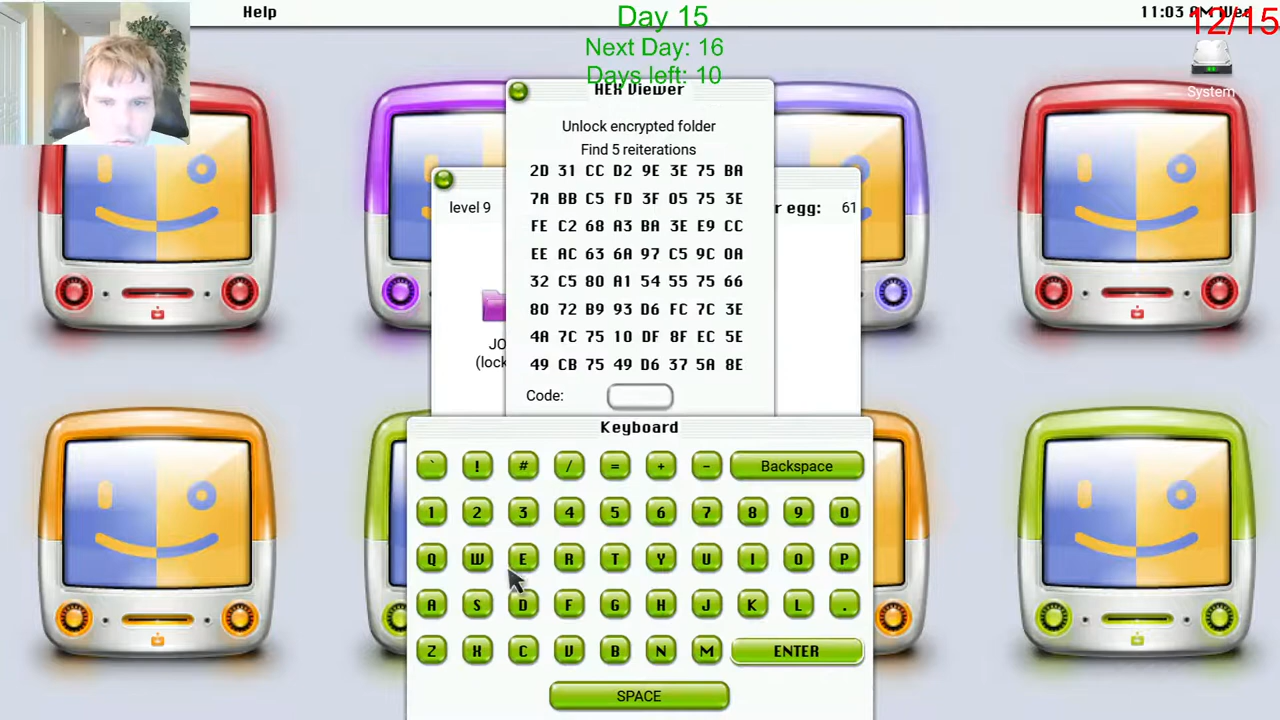 Help
Day 15
11:03 AM Wed
12/15
Next Day: 16
Days left: 10
HEX Viewer
System
Unlock encrypted folder
Find 5 reiterations
2D 31 CC D2 9E 3E 75 BA
7A BB C5 FD 3F 05 75 3E
level 9
r egg: 61
FE C2 68 A3 BA 3E E9 CC
EE AC 63 6A 97 C5 9C 0A
32 C5 80 A1 54 55 75 66
80 72 B9 93 D6 FC 7C 3E
4A 7C 75 10 DF 8F EC 5E
JO
(lock
49 CB 75 49 D6 37 5A 8E
Code:
Keyboard
` ! # / = + - Backspace
1 2 3 4 5 6 7 8 9 0
Q W E R T Y U I O P
A S D F G H J K L .
Z X C V B N M ENTER
SPACE